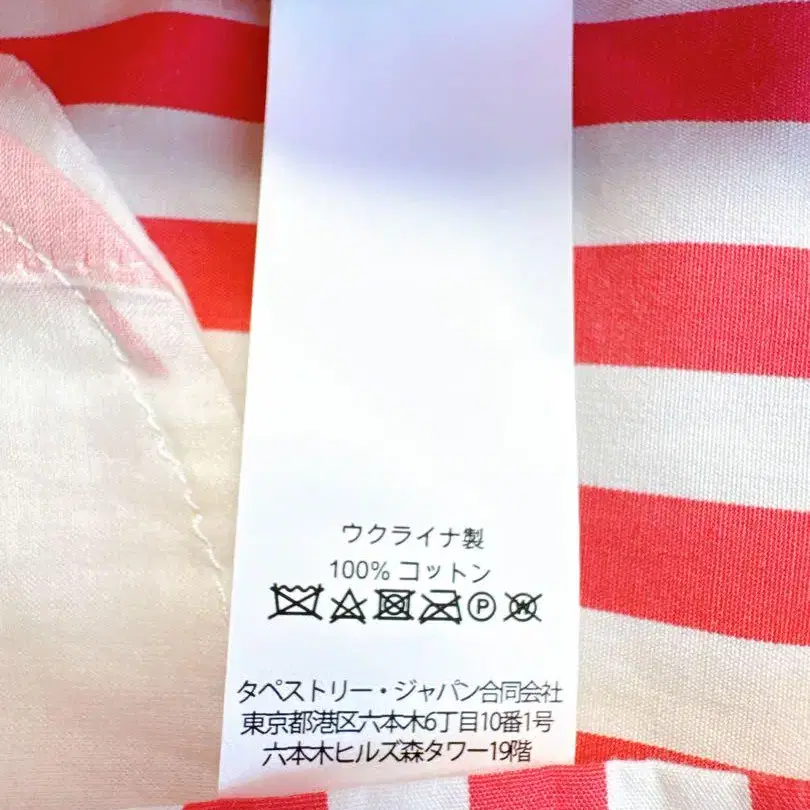 ウクライナ製
100% コットン
P W
タペストリー・ジャパン合同会社
東京都港区六本木6丁目10番1号
六本木ヒルズ森タワー19階